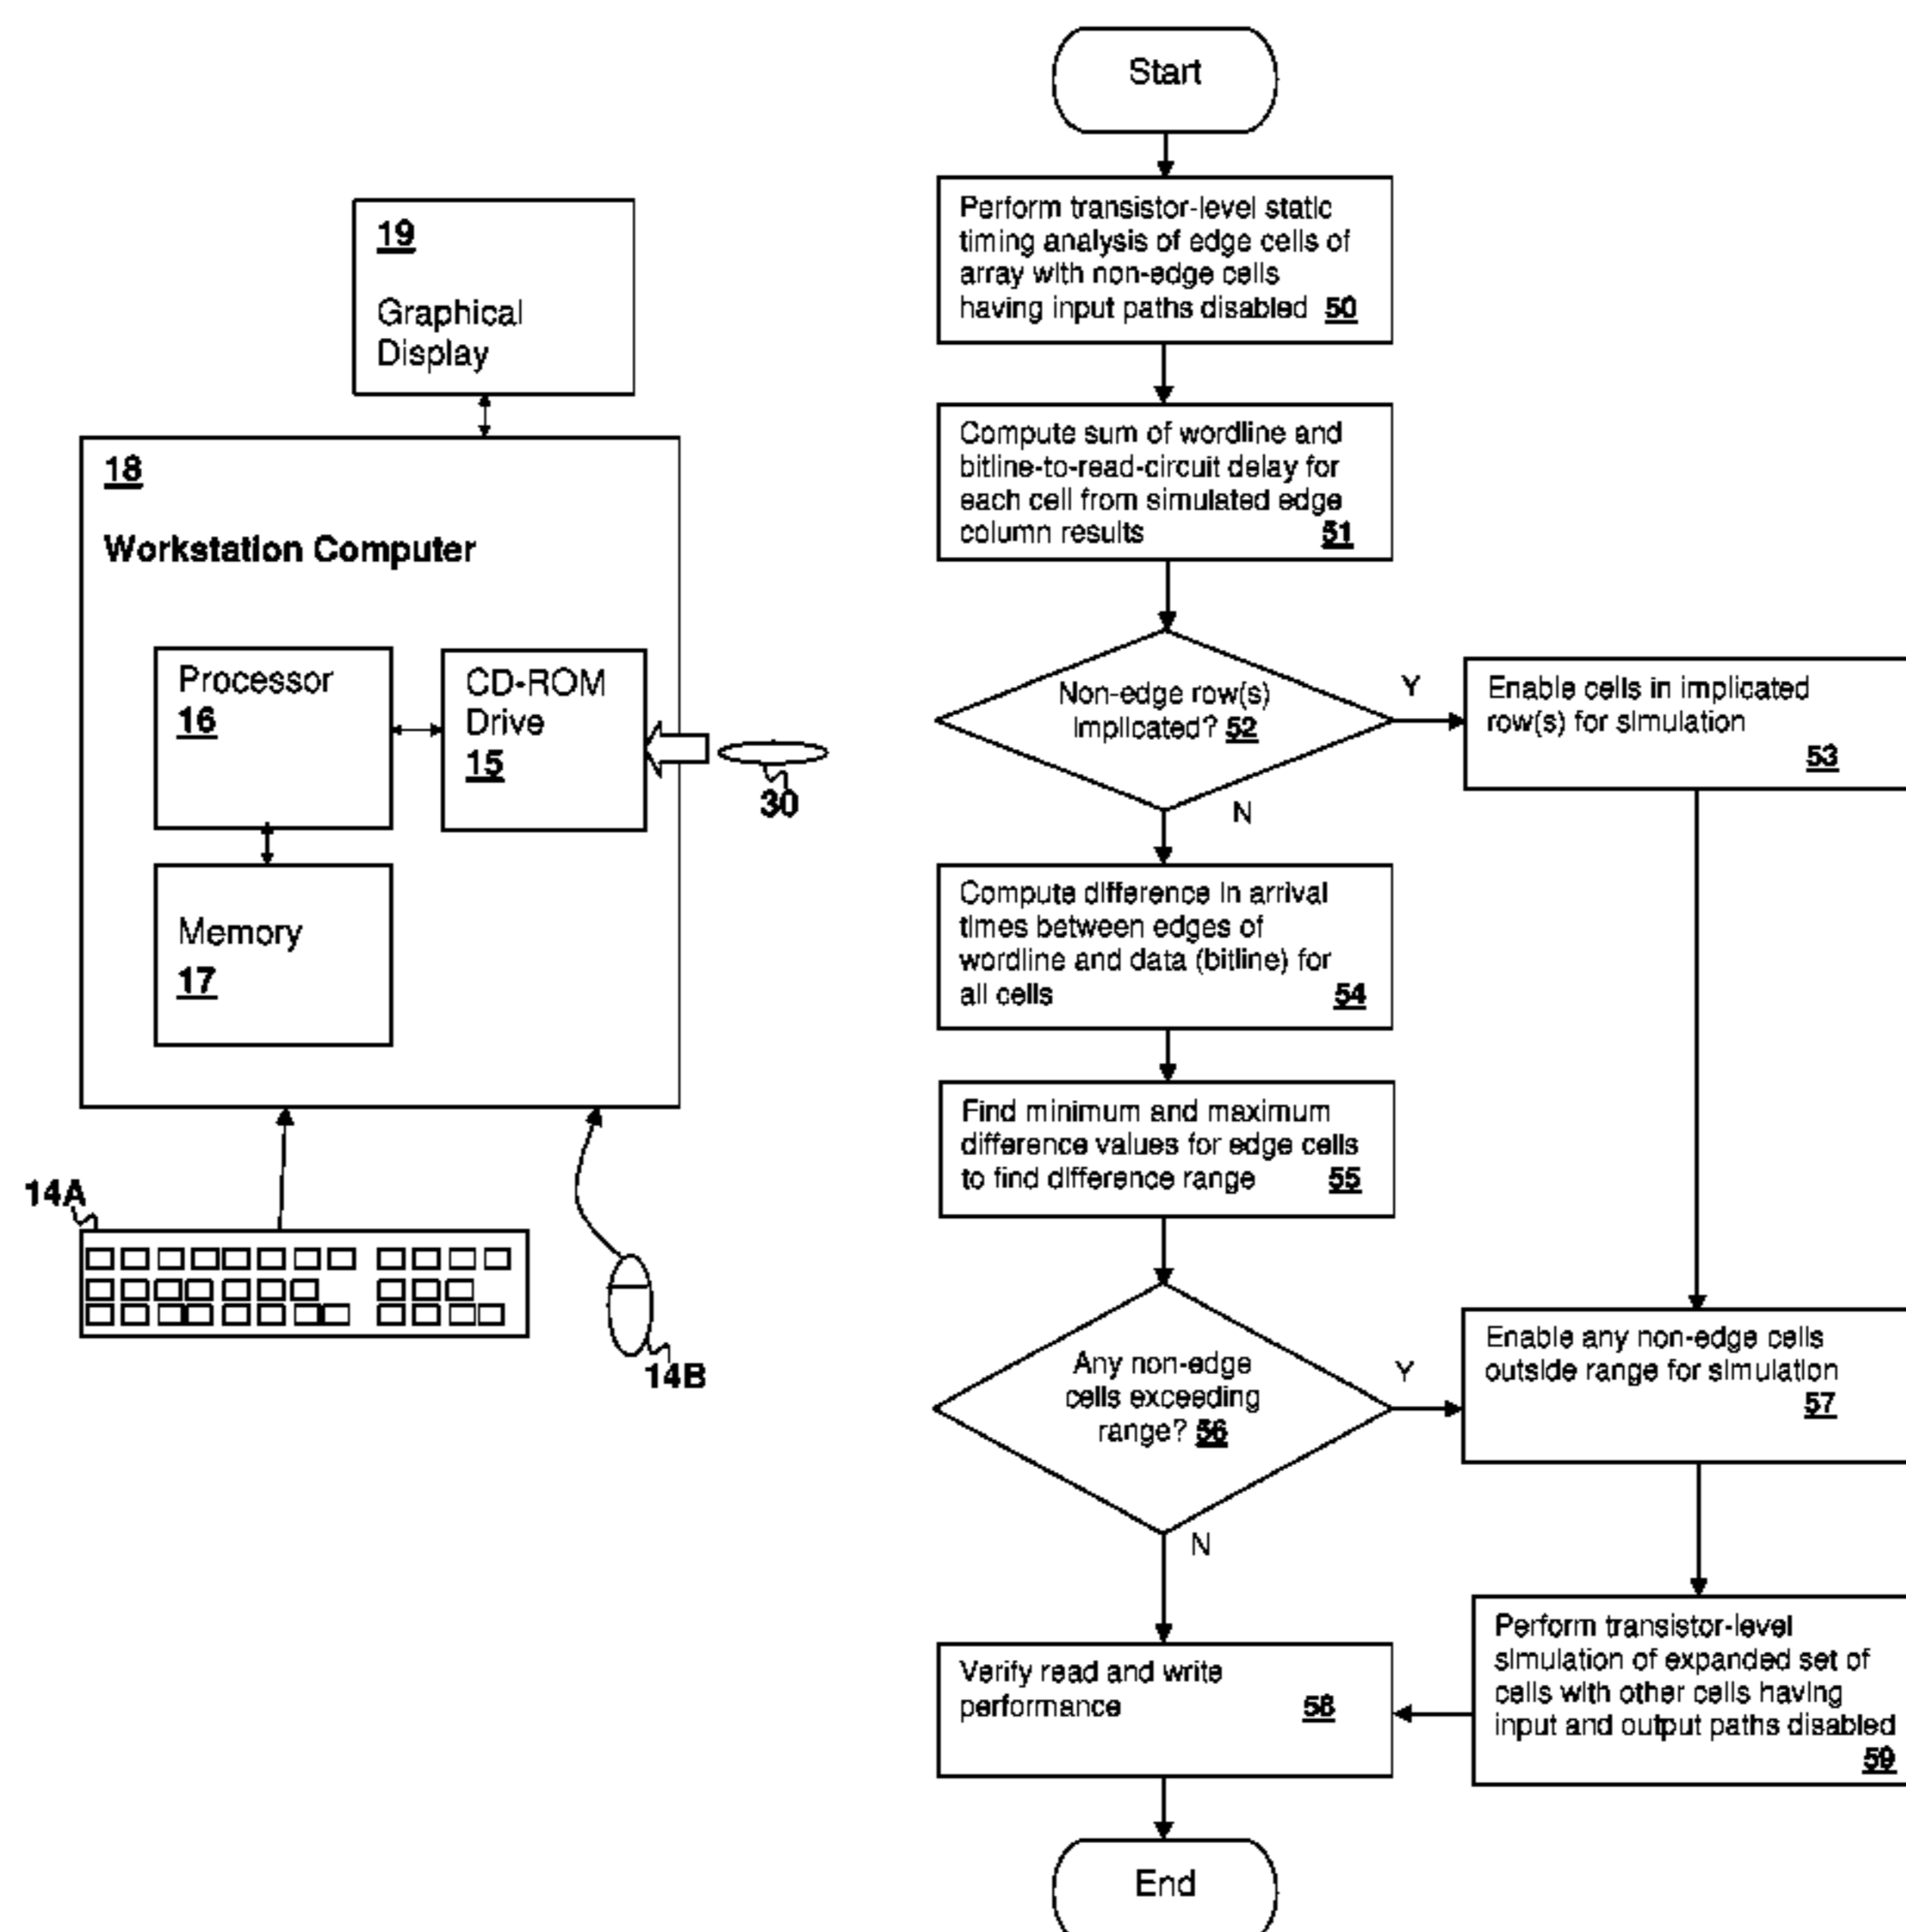 19
Graphical
Display
18
Workstation Computer
Processor
16
CD-ROM
Drive
15
30
Memory
17
14A
14B
Start
Perform transistor-level static
timing analysis of edge cells of
array with non-edge cells
having input paths disabled 50
Compute sum of wordline and
bitline-to-read-circuit delay for
each cell from simulated edge
column results 51
Non-edge row(s)
implicated? 52
Y
N
Enable cells in implicated
row(s) for simulation
53
Compute difference in arrival
times between edges of
wordline and data (bitline) for
all cells 54
Find minimum and maximum
difference values for edge cells
to find difference range 55
Any non-edge
cells exceeding
range? 56
Y
N
Enable any non-edge cells
outside range for simulation
57
Perform transistor-level
simulation of expanded set of
cells with other cells having
input and output paths disabled
59
Verify read and write
performance 58
End